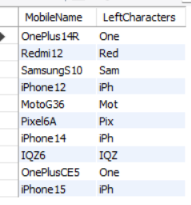 MobileName LeftCharacters
OnePlus14R One
Redmi12 Red
SamsungS10 Sam
iPhone12 iPh
MotoG36 Mot
Pixel6A Pix
iPhone14 iPh
IQZ6 IQZ
OnePlusCE5 One
iPhone15 iPh